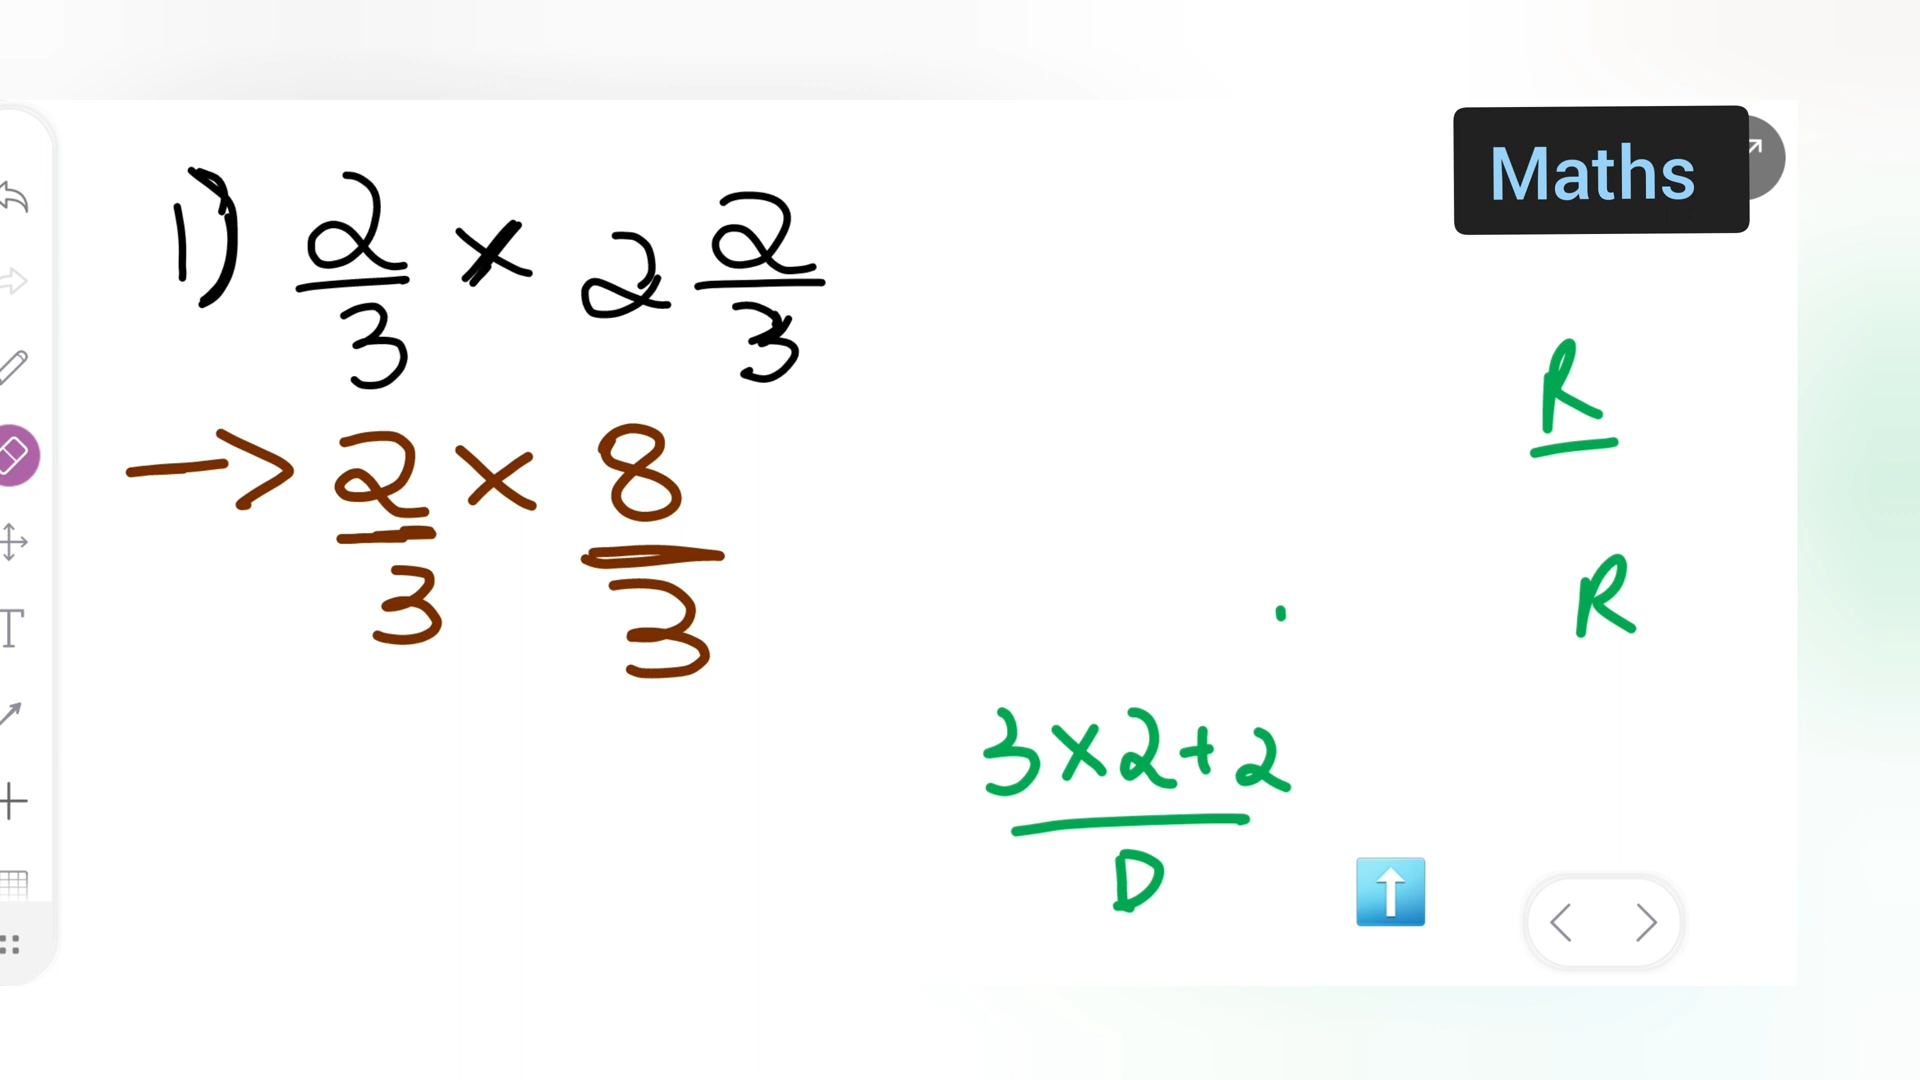 Maths
1) 2/3 × 2 2/3
→ 2/3 × 8/3
R
R
3×2+2
D